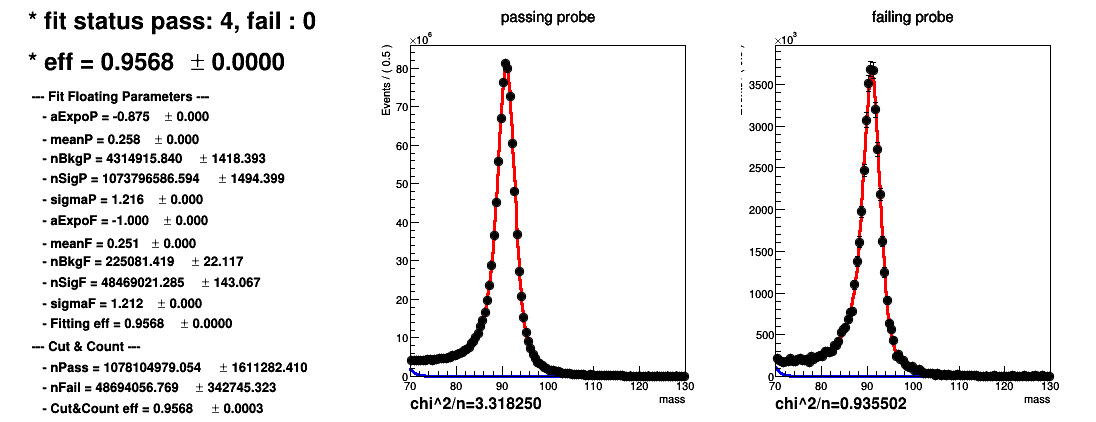 * fit status pass: 4, fail : 0
* eff = 0.9568 ± 0.0000
--- Fit Floating Parameters ---
- aExpoP = -0.875 ± 0.000
- meanP = 0.258 ± 0.000
- nBkgP = 4314915.840 ± 1418.393
- nSigP = 1073796586.594 ± 1494.399
- sigmaP = 1.216 ± 0.000
- aExpoF = -1.000 ± 0.000
- meanF = 0.251 ± 0.000
- nBkgF = 225081.419 ± 22.117
- nSigF = 48469021.285 ± 143.067
- sigmaF = 1.212 ± 0.000
- Fitting eff = 0.9568 ± 0.0000
--- Cut & Count ---
- nPass = 1078104979.054 ± 1611282.410
- nFail = 48694056.769 ± 342745.323
- Cut&Count eff = 0.9568 ± 0.0003
passing probe
×10⁶
Events / ( 0.5 )
80
70
60
50
40
30
20
10
0
70 80 90 100 110 120 130
mass
chi^2/n=3.318250
failing probe
×10³
3500
3000
2500
2000
1500
1000
500
0
70 80 90 100 110 120 130
mass
chi^2/n=0.935502